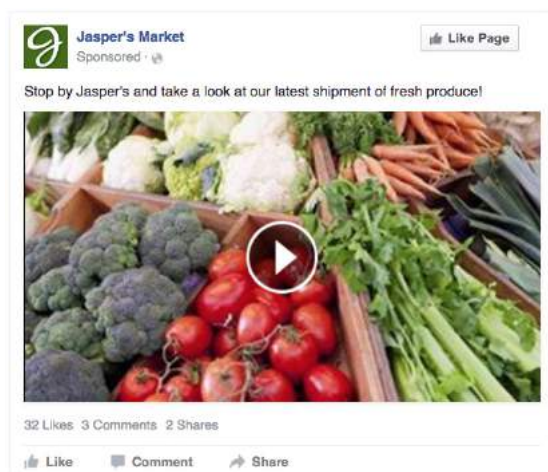 Jasper's Market
Like Page
Sponsored ·
Stop by Jasper's and take a look at our latest shipment of fresh produce!
32 Likes 3 Comments 2 Shares
Like Comment Share